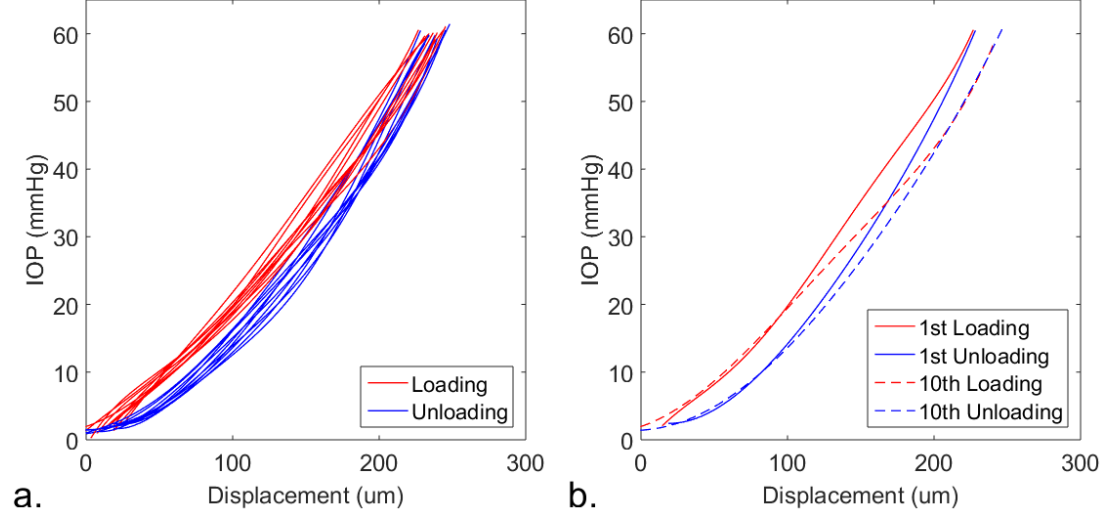 60
50
40
30
20
10
0
IOP (mmHg)
0 100 200 300
Displacement (um)
Loading
Unloading
a.
60
50
40
30
20
10
0
IOP (mmHg)
0 100 200 300
Displacement (um)
1st Loading
1st Unloading
10th Loading
10th Unloading
b.